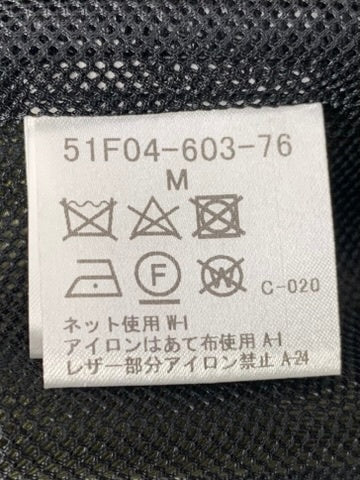 51F04-603-76
M
F W C-020
ネット使用 W-1
アイロンはあて布使用 A-1
レザー部分アイロン禁止 A-24